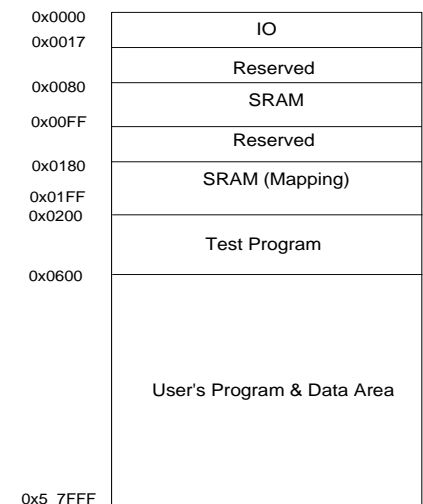 0x0000
IO
0x0017
Reserved
0x0080
SRAM
0x00FF
Reserved
0x0180
SRAM (Mapping)
0x01FF
0x0200
Test Program
0x0600
User's Program & Data Area
0x5_7FFF